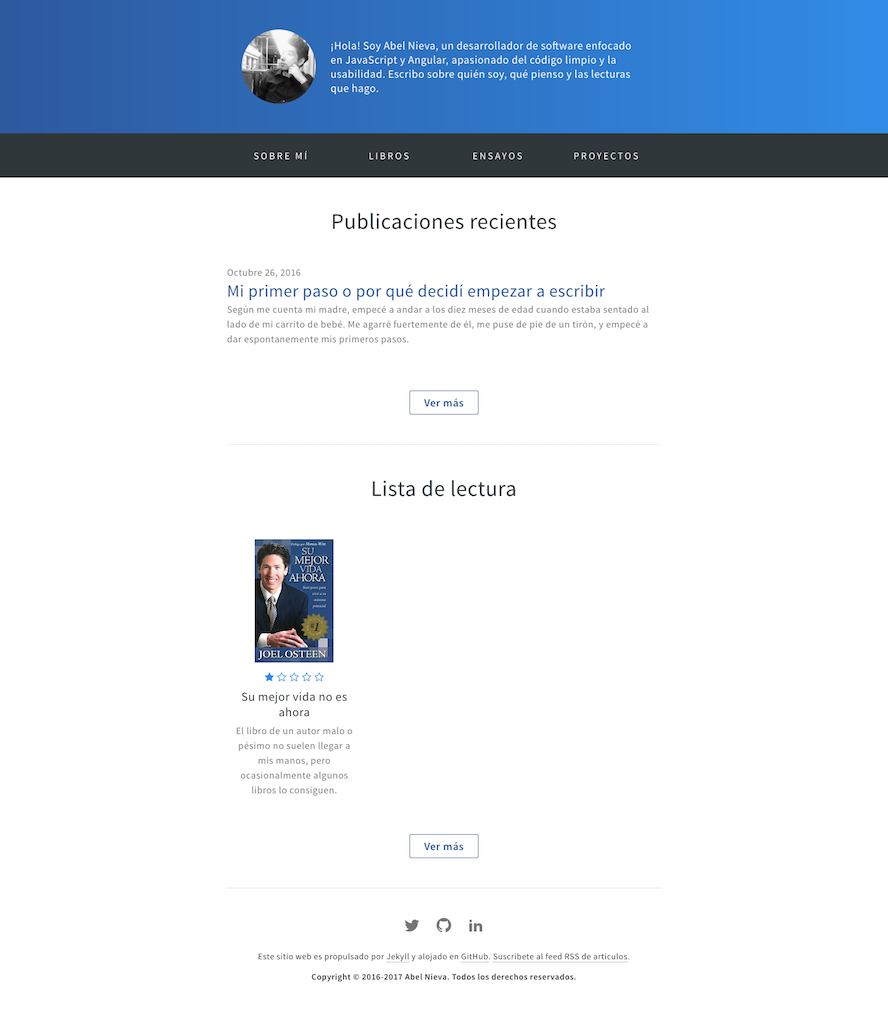 ¡Hola! Soy Abel Nieva, un desarrollador de software enfocado
en JavaScript y Angular, apasionado del código limpio y la
usabilidad. Escribo sobre quién soy, qué pienso y las lecturas
que hago.
SOBRE MÍ LIBROS ENSAYOS PROYECTOS
Publicaciones recientes
Octubre 26, 2016
Mi primer paso o por qué decidí empezar a escribir
Según me cuenta mi madre, empecé a andar a los diez meses de edad cuando estaba sentado al
lado de mi carrito de bebé. Me agarré fuertemente de él, me puse de pie de un tirón, y empecé a
dar espontanemente mis primeros pasos.
Ver más
Lista de lectura
SU
MEJOR
VIDA
AHORA
#1
JOEL OSTEEN
Su mejor vida no es
ahora
El libro de un autor malo o
pésimo no suelen llegar a
mis manos, pero
ocasionalmente algunos
libros lo consiguen.
Ver más
in
Este sitio web es propulsado por Jekyll y alojado en GitHub. Suscribete al feed RSS de articulos.
Copyright © 2016-2017 Abel Nieva. Todos los derechos reservados.